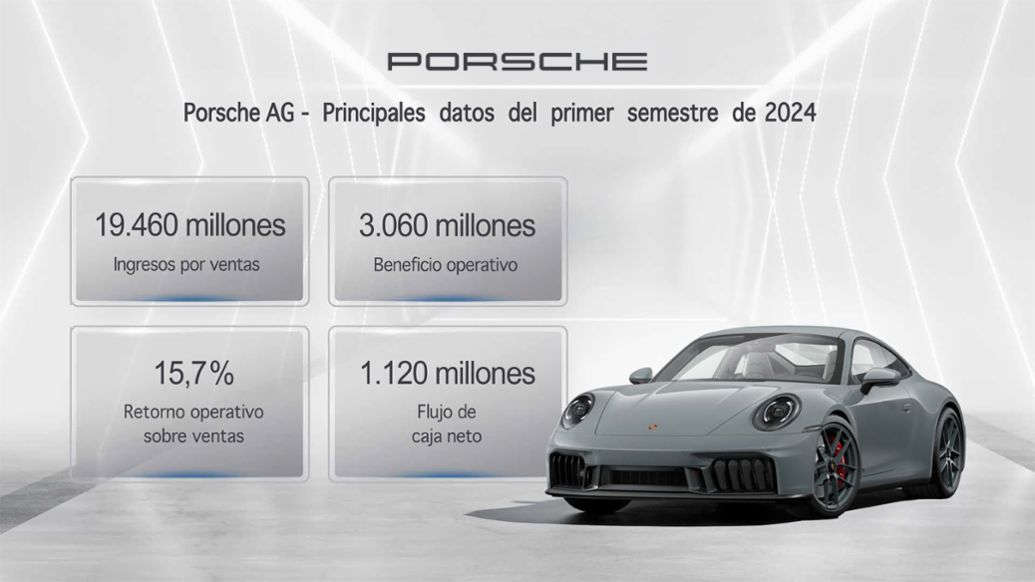 PORSCHE
Porsche AG - Principales datos del primer semestre de 2024
19.460 millones
Ingresos por ventas
3.060 millones
Beneficio operativo
15,7%
Retorno operativo
sobre ventas
1.120 millones
Flujo de
caja neto